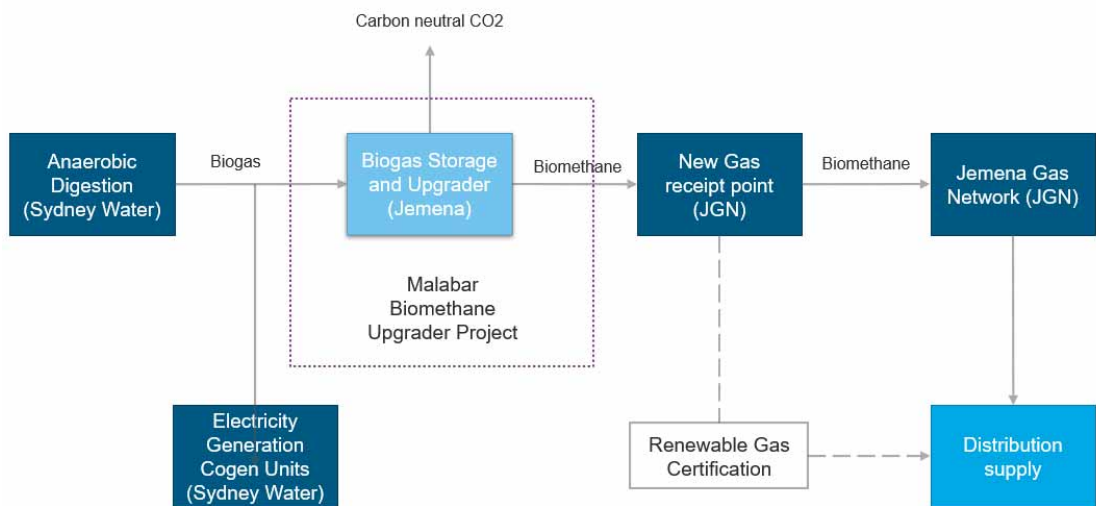 Carbon neutral CO2
Anaerobic
Digestion
(Sydney Water)
Biogas
Biogas Storage
and Upgrader
(Jemena)
Biomethane
New Gas
receipt point
(JGN)
Biomethane
Jemena Gas
Network (JGN)
Malabar
Biomethane
Upgrader Project
Electricity
Generation
Cogen Units
(Sydney Water)
Renewable Gas
Certification
Distribution
supply